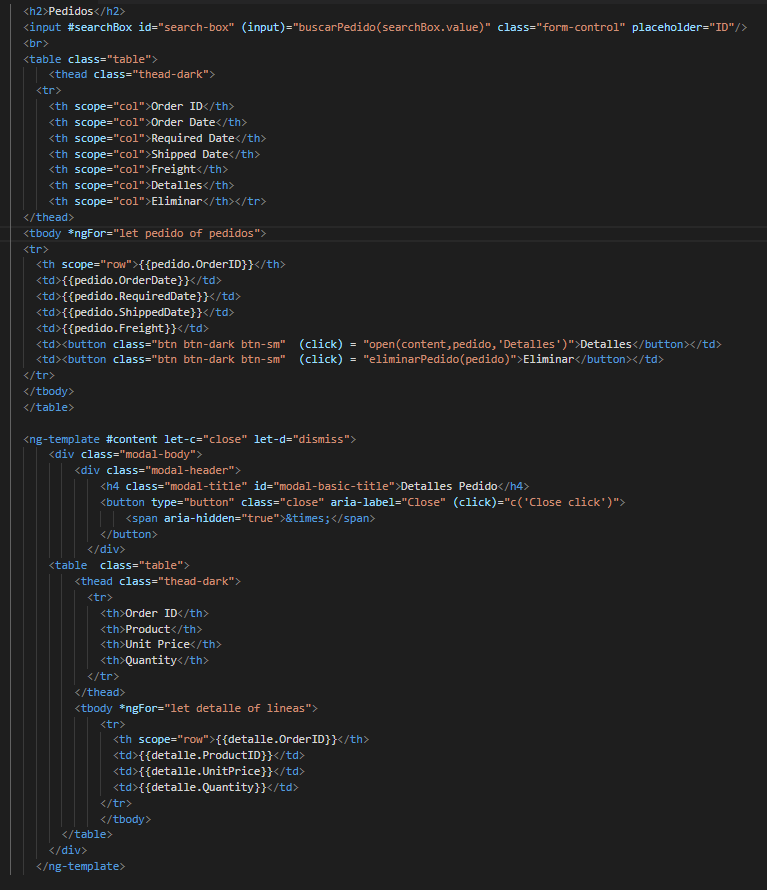 <h2>Pedidos</h2>
<input #searchBox id="search-box" (input)="buscarPedido(searchBox.value)" class="form-control" placeholder="ID"/>
<br>
<table class="table">
<thead class="thead-dark">
<tr>
<th scope="col">Order ID</th>
<th scope="col">Order Date</th>
<th scope="col">Required Date</th>
<th scope="col">Shipped Date</th>
<th scope="col">Freight</th>
<th scope="col">Detalles</th>
<th scope="col">Eliminar</th></tr>
</thead>
<tbody *ngFor="let pedido of pedidos">
<tr>
<th scope="row">{{pedido.OrderID}}</th>
<td>{{pedido.OrderDate}}</td>
<td>{{pedido.RequiredDate}}</td>
<td>{{pedido.ShippedDate}}</td>
<td>{{pedido.Freight}}</td>
<td><button class="btn btn-dark btn-sm"  (click) = "open(content,pedido,'Detalles')">Detalles</button></td>
<td><button class="btn btn-dark btn-sm"  (click) = "eliminarPedido(pedido)">Eliminar</button></td>
</tr>
</tbody>
</table>
<ng-template #content let-c="close" let-d="dismiss">
<div class="modal-body">
<div class="modal-header">
<h4 class="modal-title" id="modal-basic-title">Detalles Pedido</h4>
<button type="button" class="close" aria-label="Close" (click)="c('Close click')">
<span aria-hidden="true">&times;</span>
</button>
</div>
<table  class="table">
<thead class="thead-dark">
<tr>
<th>Order ID</th>
<th>Product</th>
<th>Unit Price</th>
<th>Quantity</th>
</tr>
</thead>
<tbody *ngFor="let detalle of lineas">
<tr>
<th scope="row">{{detalle.OrderID}}</th>
<td>{{detalle.ProductID}}</td>
<td>{{detalle.UnitPrice}}</td>
<td>{{detalle.Quantity}}</td>
</tr>
</tbody>
</table>
</div>
</ng-template>